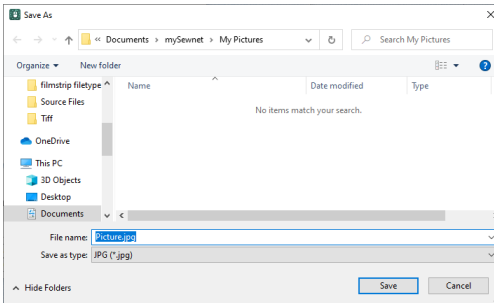 Save As
« Documents › mySewnet › My Pictures
Search My Pictures
Organize
New folder
filmstrip filetype
Source Files
Tiff
OneDrive
This PC
3D Objects
Desktop
Documents
Name
Date modified
Type
No items match your search.
File name: Picture.jpg
Save as type: JPG (*.jpg)
Hide Folders
Save
Cancel